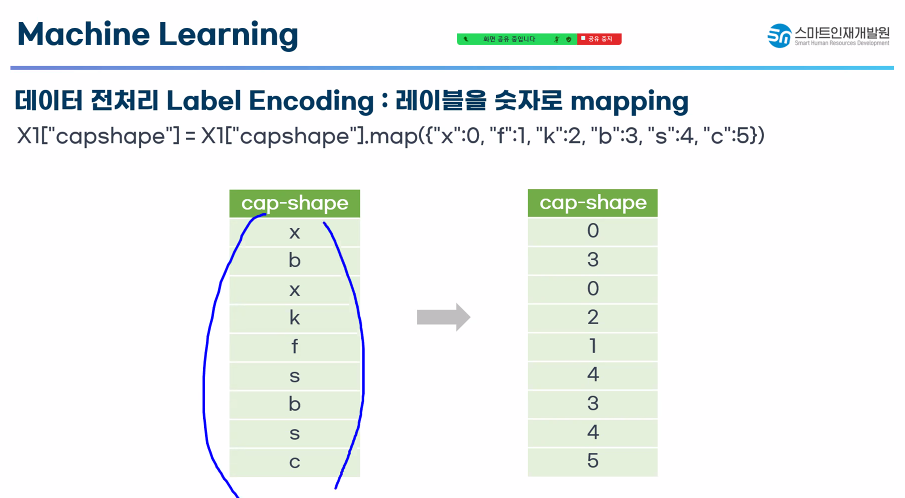 Machine Learning
화면 공유 중입니다
공유 중지
스마트인재개발원
Smart Human Resources Development
데이터 전처리 Label Encoding : 레이블을 숫자로 mapping
X1["capshape"] = X1["capshape"].map({"x":0, "f":1, "k":2, "b":3, "s":4, "c":5})
cap-shape
x
b
x
k
f
s
b
s
c
cap-shape
0
3
0
2
1
4
3
4
5